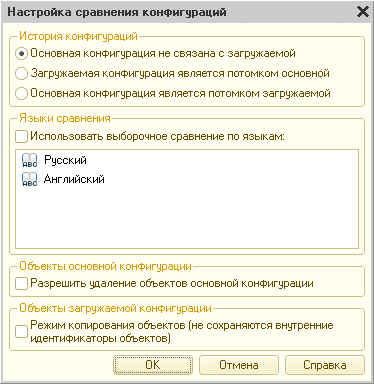 Настройка сравнения конфигураций
История конфигураций
Основная конфигурация не связана с загружаемой
Загружаемая конфигурация является потомком основной
Основная конфигурация является потомком загружаемой
Языки сравнения
Использовать выборочное сравнение по языкам:
ABC Русский
ABC Английский
Объекты основной конфигурации
Разрешить удаление объектов основной конфигурации
Объекты загружаемой конфигурации
Режим копирования объектов (не сохраняются внутренние
идентификаторы объектов)
OK Отмена Справка